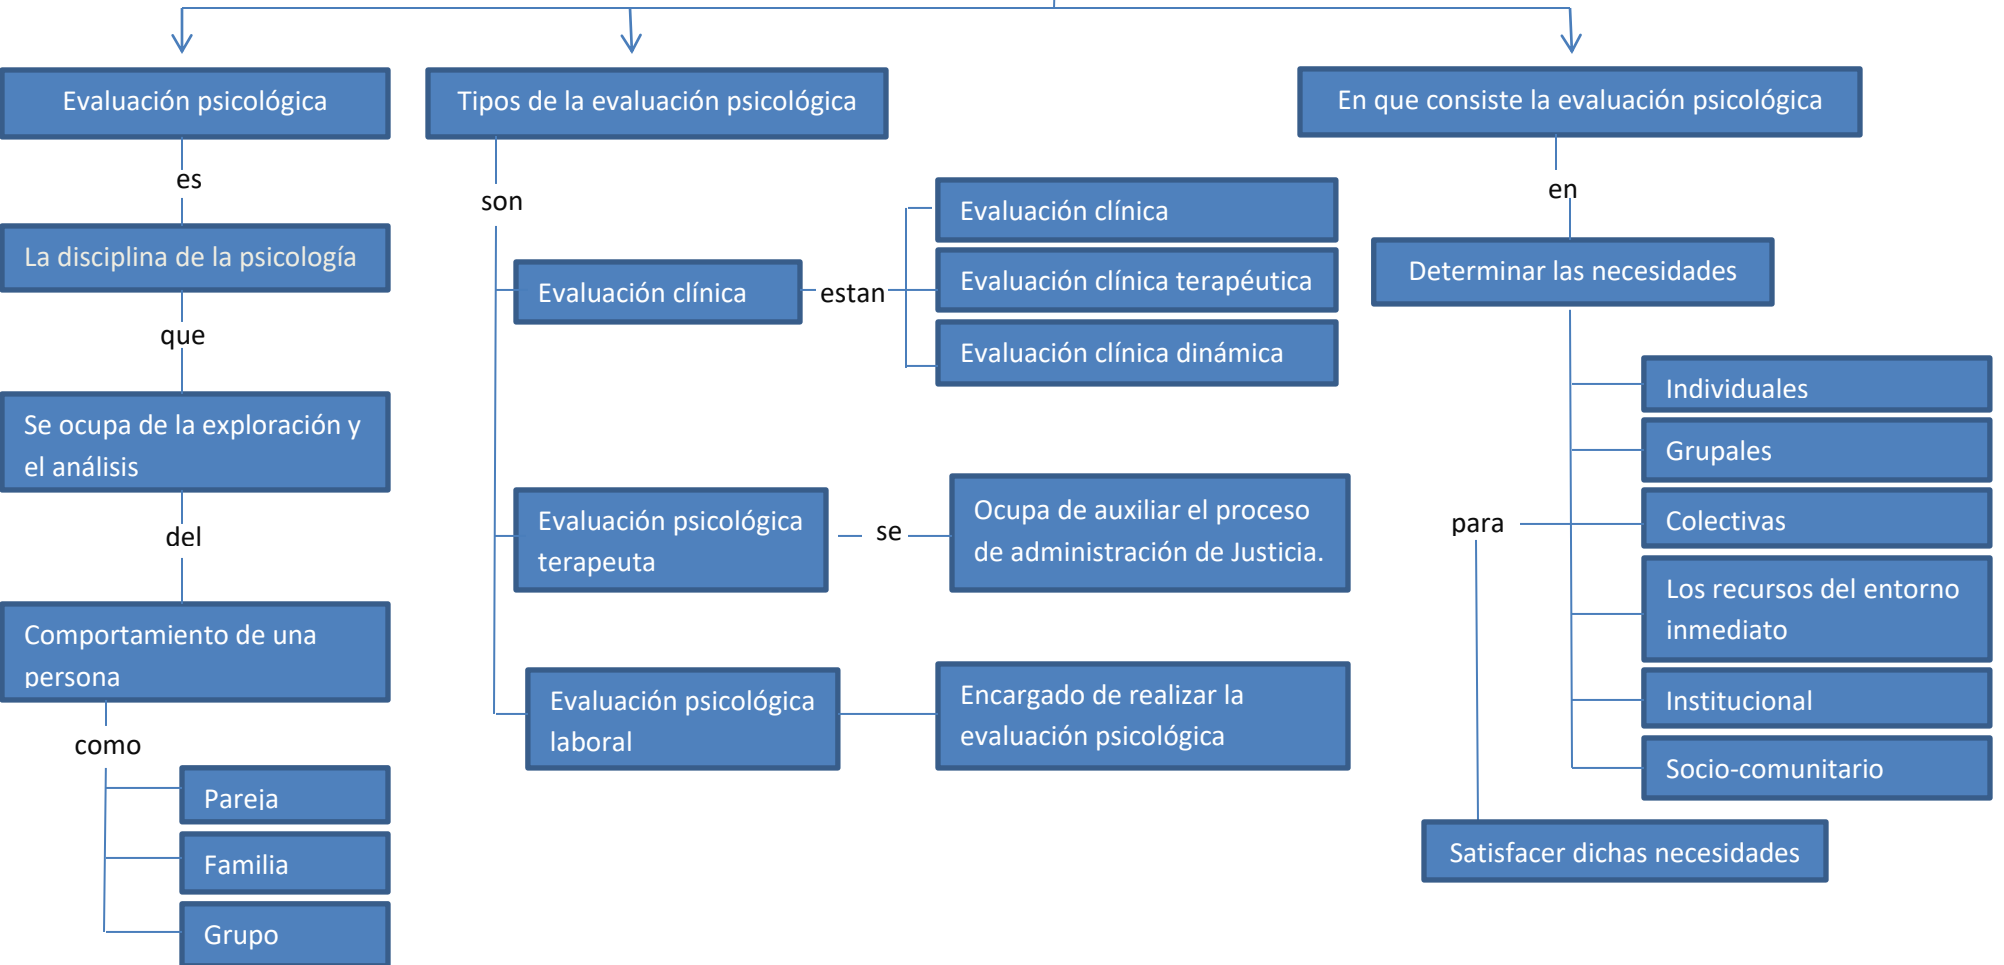 Evaluación psicológica
es
La disciplina de la psicología
que
Se ocupa de la exploración y
el análisis
del
Comportamiento de una
persona
como
Pareja
Familia
Grupo
Tipos de la evaluación psicológica
son
Evaluación clínica
estan
Evaluación clínica
Evaluación clínica terapéutica
Evaluación clínica dinámica
Evaluación psicológica
terapeuta
se
Ocupa de auxiliar el proceso
de administración de Justicia.
Evaluación psicológica
laboral
Encargado de realizar la
evaluación psicológica
En que consiste la evaluación psicológica
en
Determinar las necesidades
Individuales
Grupales
Colectivas
Los recursos del entorno
inmediato
Institucional
Socio-comunitario
para
Satisfacer dichas necesidades